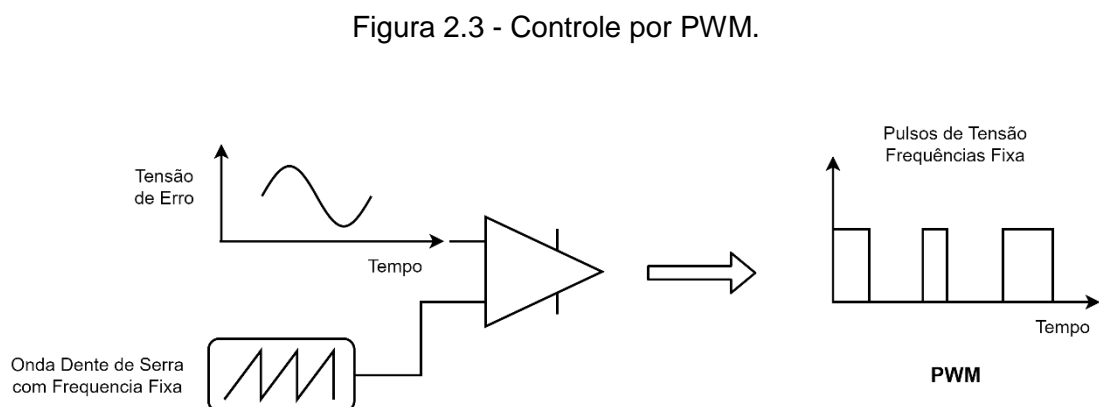 Figura 2.3 - Controle por PWM.
Tensão
de Erro
Tempo
Onda Dente de Serra
com Frequencia Fixa
Pulsos de Tensão
Frequências Fixa
Tempo
PWM